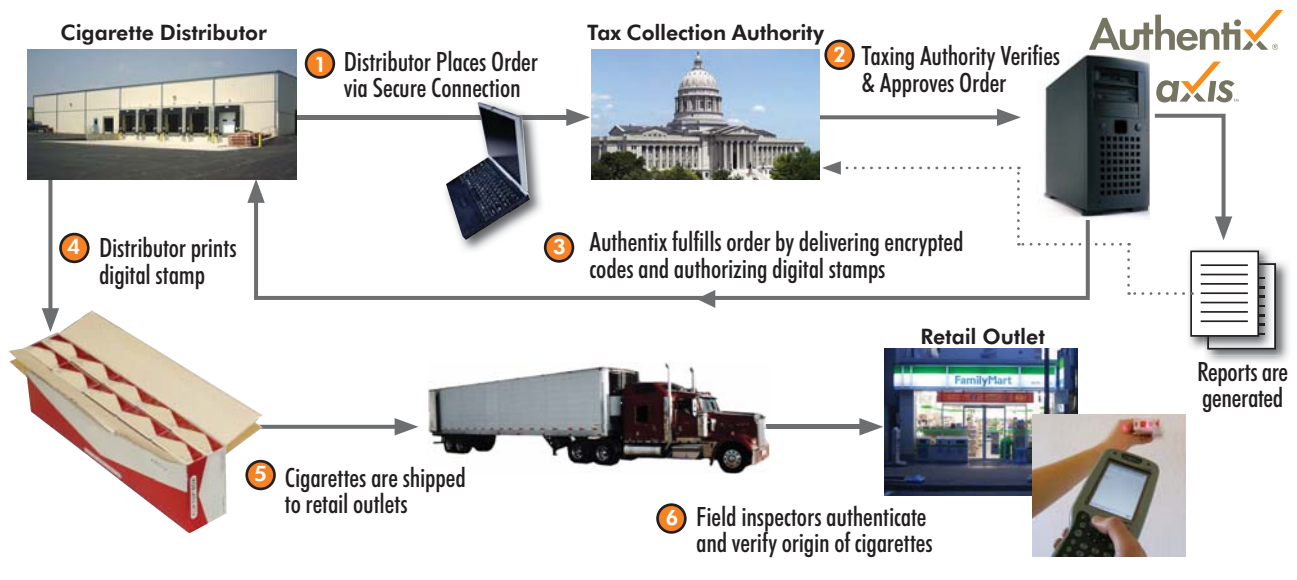 Cigarette Distributor
1 Distributor Places Order
via Secure Connection
Tax Collection Authority
2 Taxing Authority Verifies
& Approves Order
Authentix®
axis™
4 Distributor prints
digital stamp
3 Authentix fulfills order by delivering encrypted
codes and authorizing digital stamps
Reports are
generated
5 Cigarettes are shipped
to retail outlets
Retail Outlet
FamilyMart
6 Field inspectors authenticate
and verify origin of cigarettes